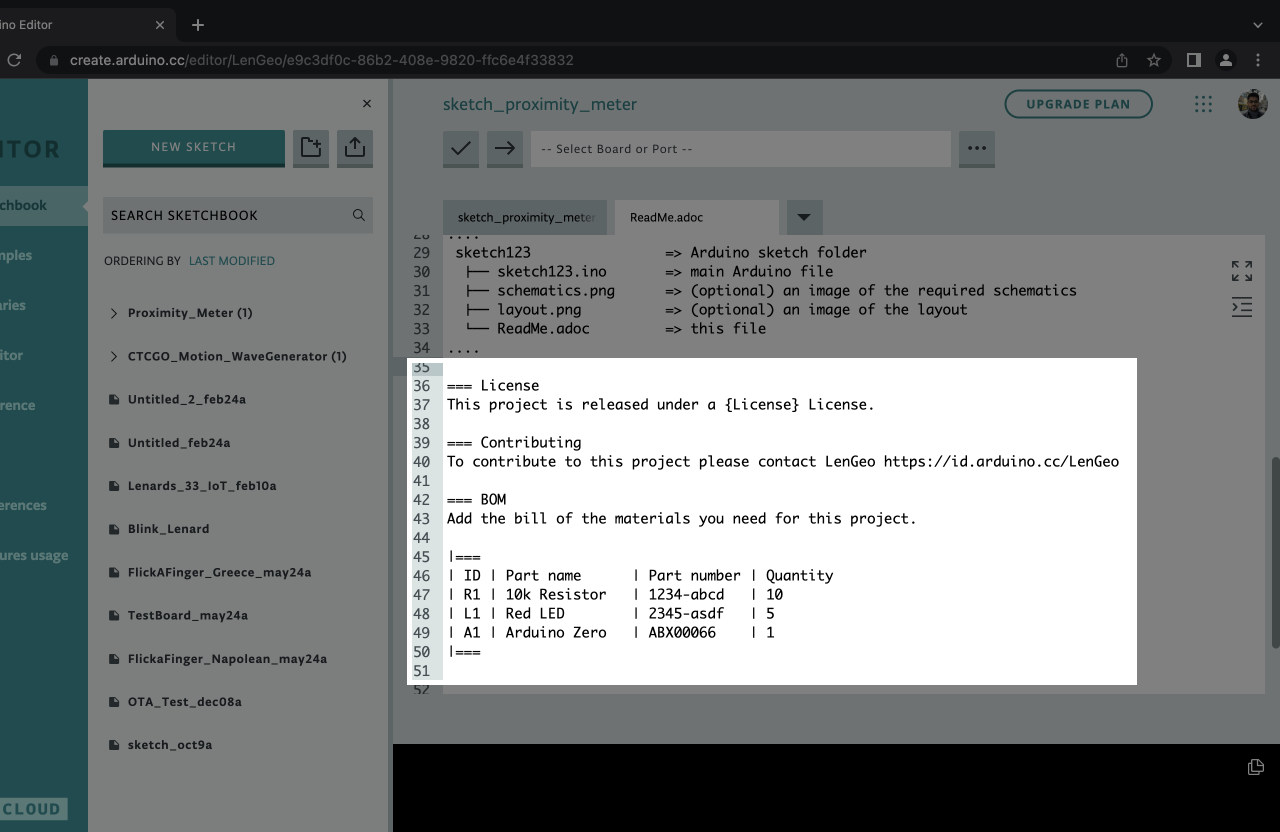 ino Editor
create.arduino.cc/editor/LenGeo/e9c3df0c-86b2-408e-9820-ffc6e4f33832
ITOR
chbook
mples
aries
itor
erence
erences
ures usage
CLOUD
NEW SKETCH
SEARCH SKETCHBOOK
ORDERING BY LAST MODIFIED
Proximity_Meter (1)
CTCGO_Motion_WaveGenerator (1)
Untitled_2_feb24a
Untitled_feb24a
Lenards_33_IoT_feb10a
Blink_Lenard
FlickAFinger_Greece_may24a
TestBoard_may24a
FlickaFinger_Napolean_may24a
OTA_Test_dec08a
sketch_oct9a
sketch_proximity_meter
UPGRADE PLAN
-- Select Board or Port --
sketch_proximity_meter
ReadMe.adoc
28 ....
29 sketch123 => Arduino sketch folder
30 ├── sketch123.ino => main Arduino file
31 ├── schematics.png => (optional) an image of the required schematics
32 ├── layout.png => (optional) an image of the layout
33 └── ReadMe.adoc => this file
34 ....
35
36 === License
37 This project is released under a {License} License.
38
39 === Contributing
40 To contribute to this project please contact LenGeo https://id.arduino.cc/LenGeo
41
42 === BOM
43 Add the bill of the materials you need for this project.
44
45 |===
46 | ID | Part name | Part number | Quantity
47 | R1 | 10k Resistor | 1234-abcd | 10
48 | L1 | Red LED | 2345-asdf | 5
49 | A1 | Arduino Zero | ABX00066 | 1
50 |===
51
52